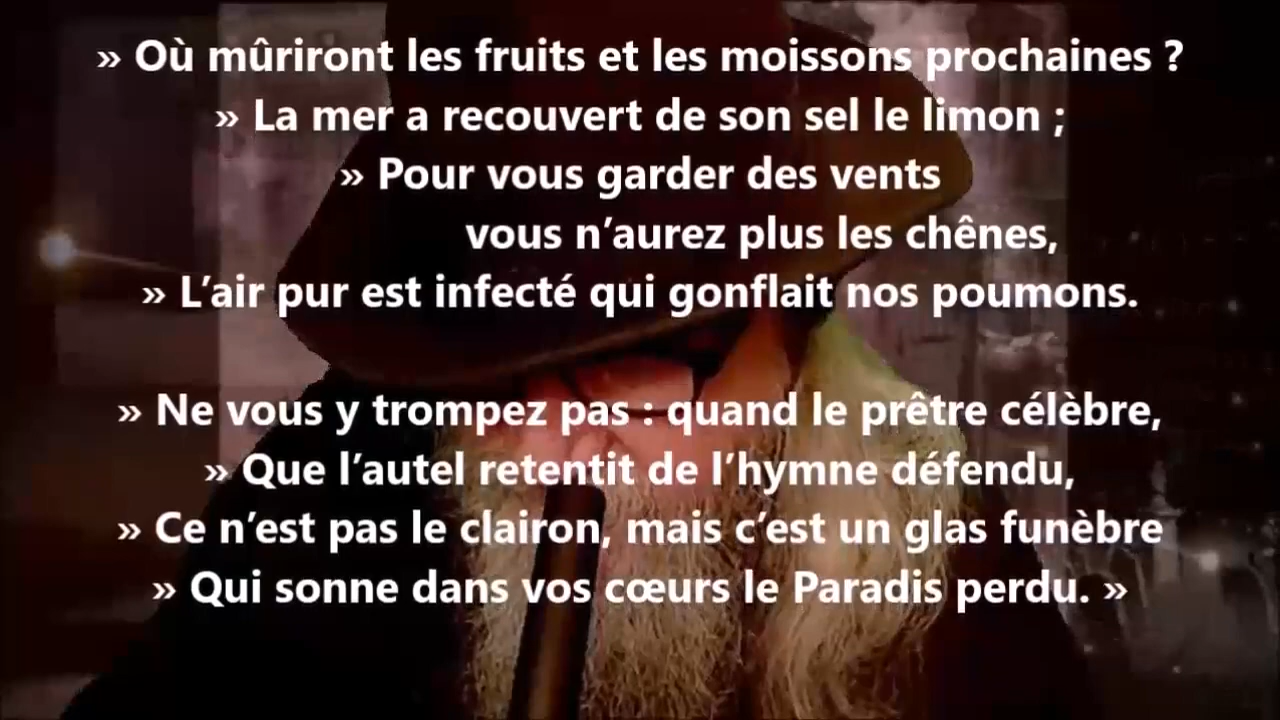 » Où mûriront les fruits et les moissons prochaines ?
» La mer a recouvert de son sel le limon ;
» Pour vous garder des vents
vous n’aurez plus les chênes,
» L’air pur est infecté qui gonflait nos poumons.
» Ne vous y trompez pas : quand le prêtre célèbre,
» Que l’autel retentit de l’hymne défendu,
» Ce n’est pas le clairon, mais c’est un glas funèbre
» Qui sonne dans vos cœurs le Paradis perdu. »